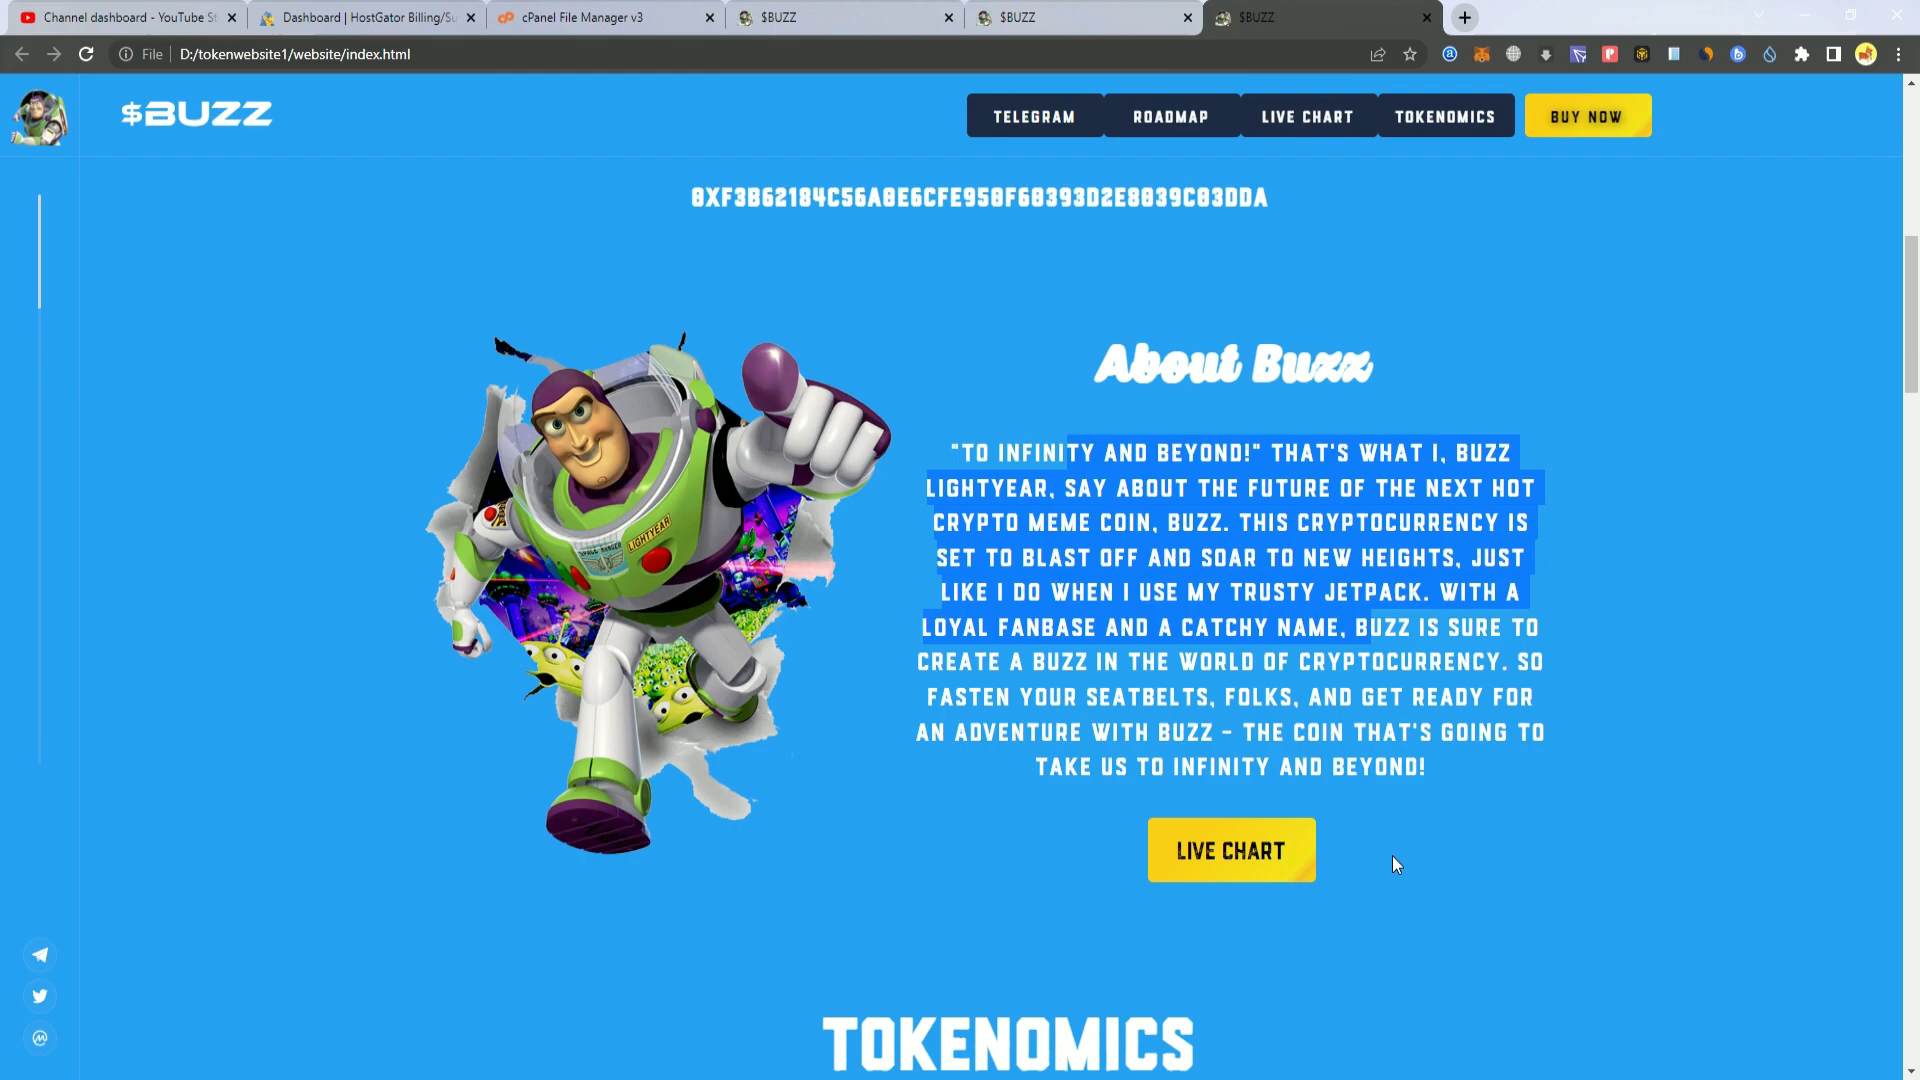 Channel dashboard - YouTube St
Dashboard | HostGator Billing/Su
cPanel File Manager v3
$BUZZ
$BUZZ
$BUZZ
File
D:/tokenwebsite1/website/index.html
$BUZZ
TELEGRAM
ROADMAP
LIVE CHART
TOKENOMICS
BUY NOW
0XF3B62184C56A0E6CFE950F60393D2E8039C03DDA
About Buzz
"TO INFINITY AND BEYOND!" THAT'S WHAT I, BUZZ
LIGHTYEAR, SAY ABOUT THE FUTURE OF THE NEXT HOT
CRYPTO MEME COIN, BUZZ. THIS CRYPTOCURRENCY IS
SET TO BLAST OFF AND SOAR TO NEW HEIGHTS, JUST
LIKE I DO WHEN I USE MY TRUSTY JETPACK. WITH A
LOYAL FANBASE AND A CATCHY NAME, BUZZ IS SURE TO
CREATE A BUZZ IN THE WORLD OF CRYPTOCURRENCY. SO
FASTEN YOUR SEATBELTS, FOLKS, AND GET READY FOR
AN ADVENTURE WITH BUZZ - THE COIN THAT'S GOING TO
TAKE US TO INFINITY AND BEYOND!
SPACE RANGER
LIGHTYEAR
LIVE CHART
TOKENOMICS